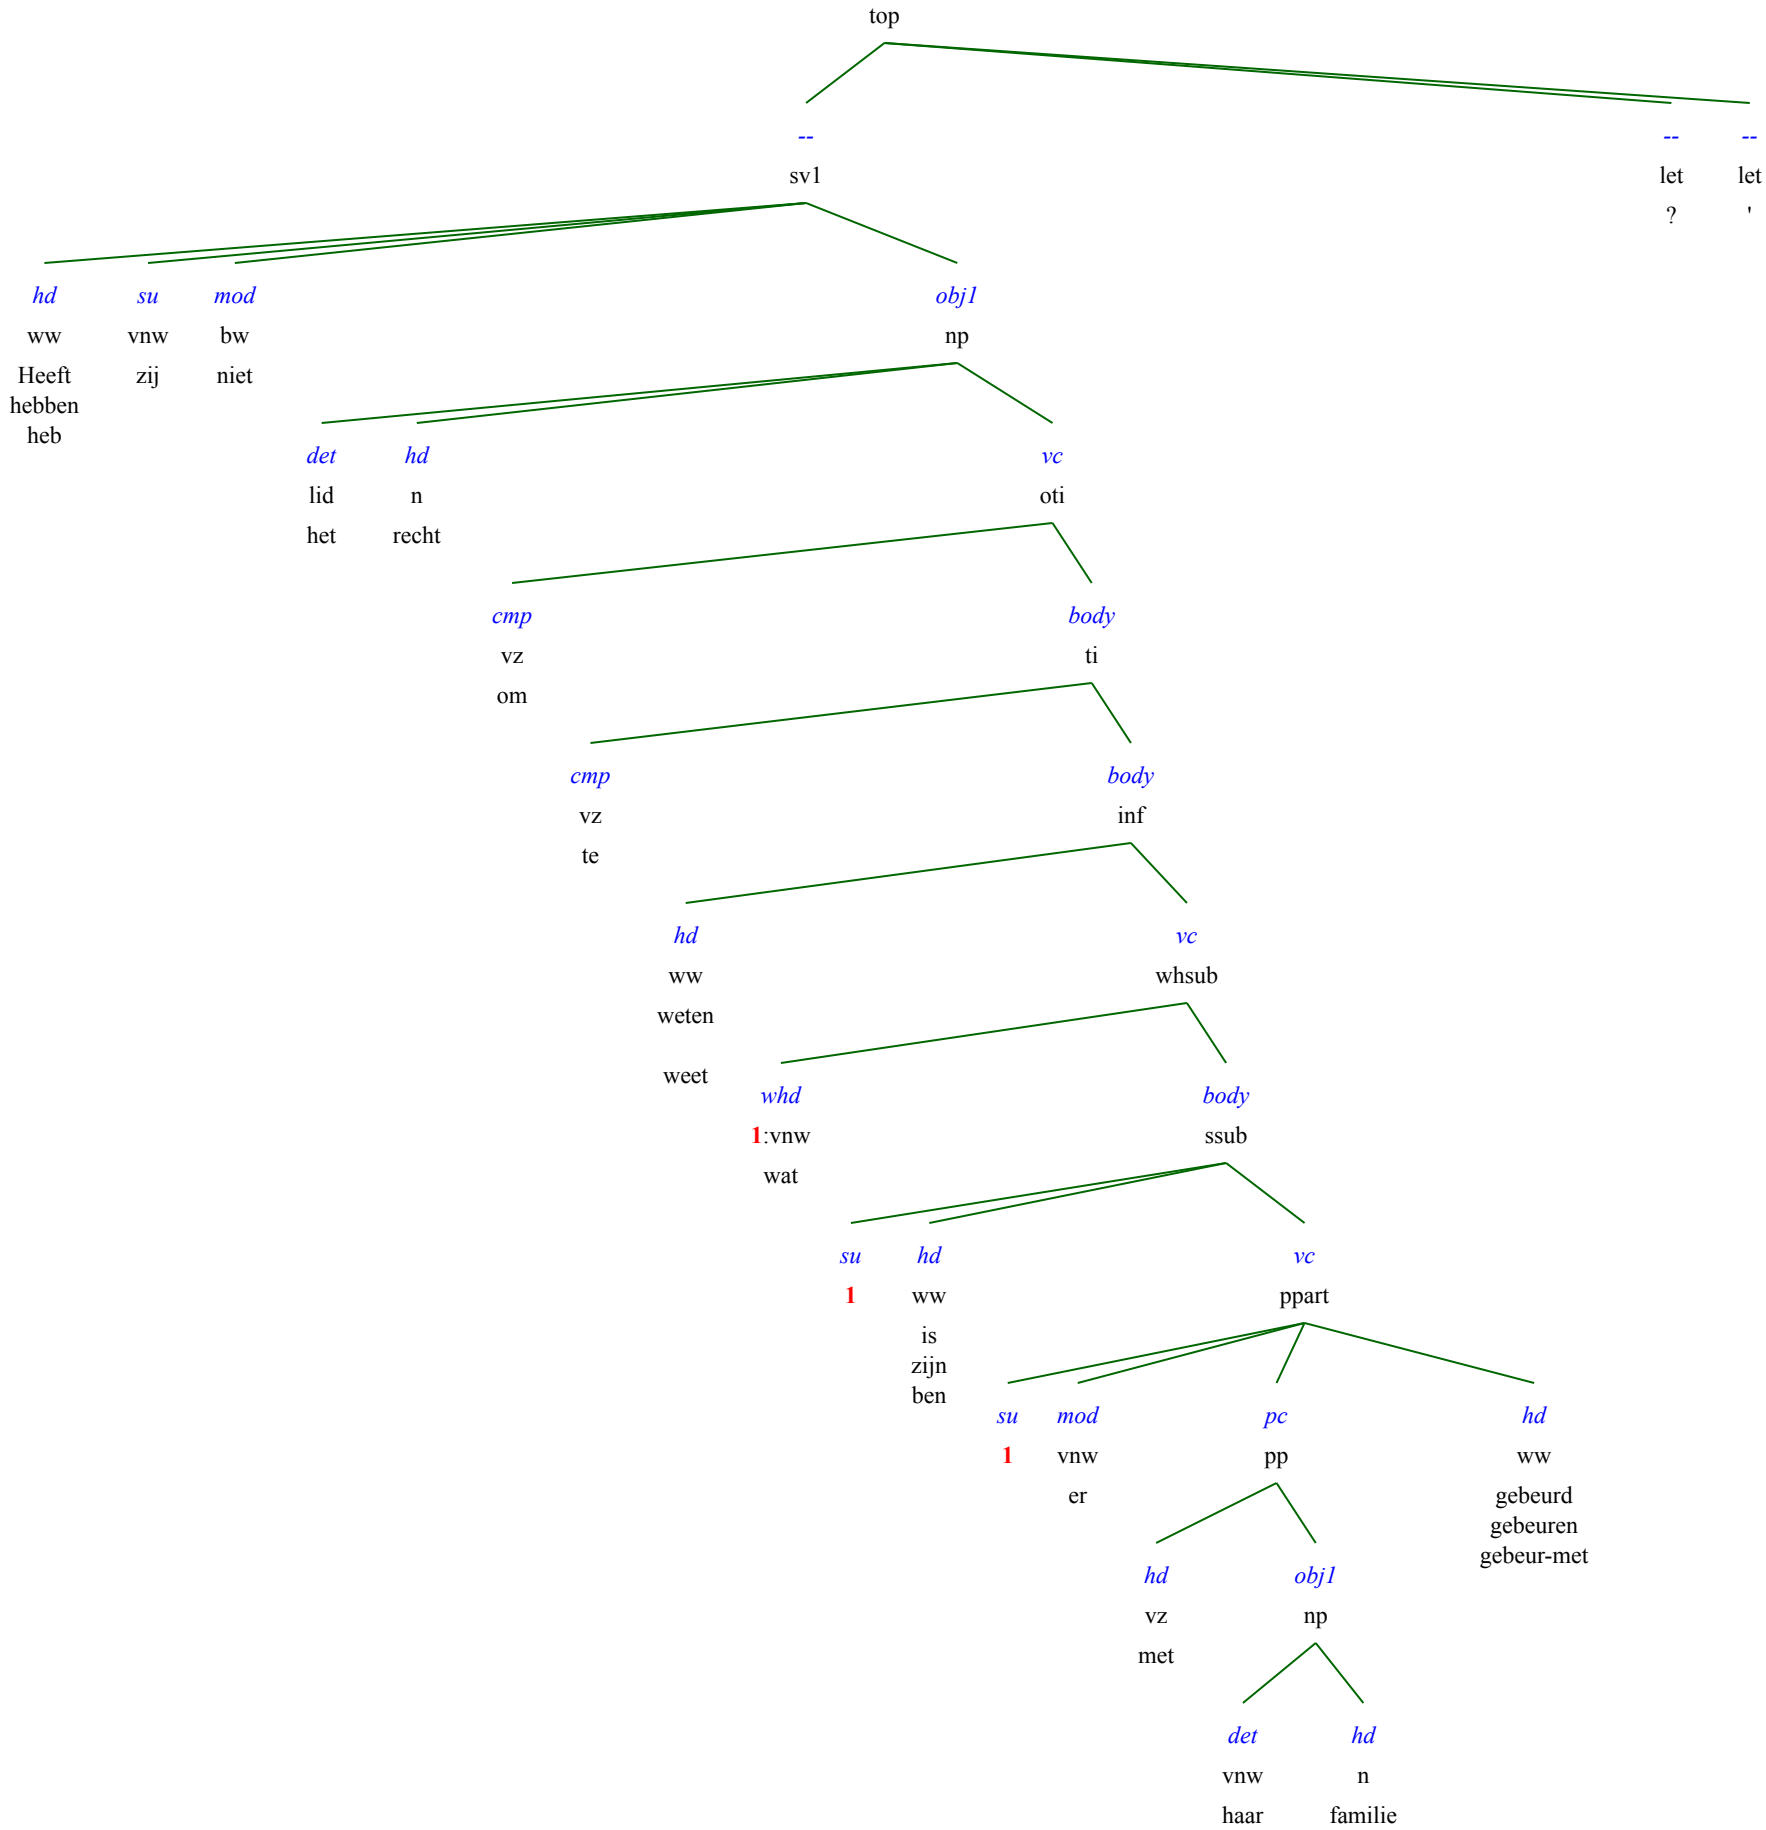 top
-- -- --
sv1 let let
? '
hd su mod obj1
ww vnw bw np
Heeft zij niet
hebben
heb
det hd vc
lid n oti
het recht
cmp body
vz ti
om
cmp body
vz inf
te
hd vc
ww whsub
weten
weet
whd body
1:vnw ssub
wat
su hd vc
1 ww ppart
is
zijn
ben
su mod pc hd
1 vnw pp ww
er gebeurd
gebeuren
gebeur-met
hd obj1
vz np
met
det hd
vnw n
haar familie